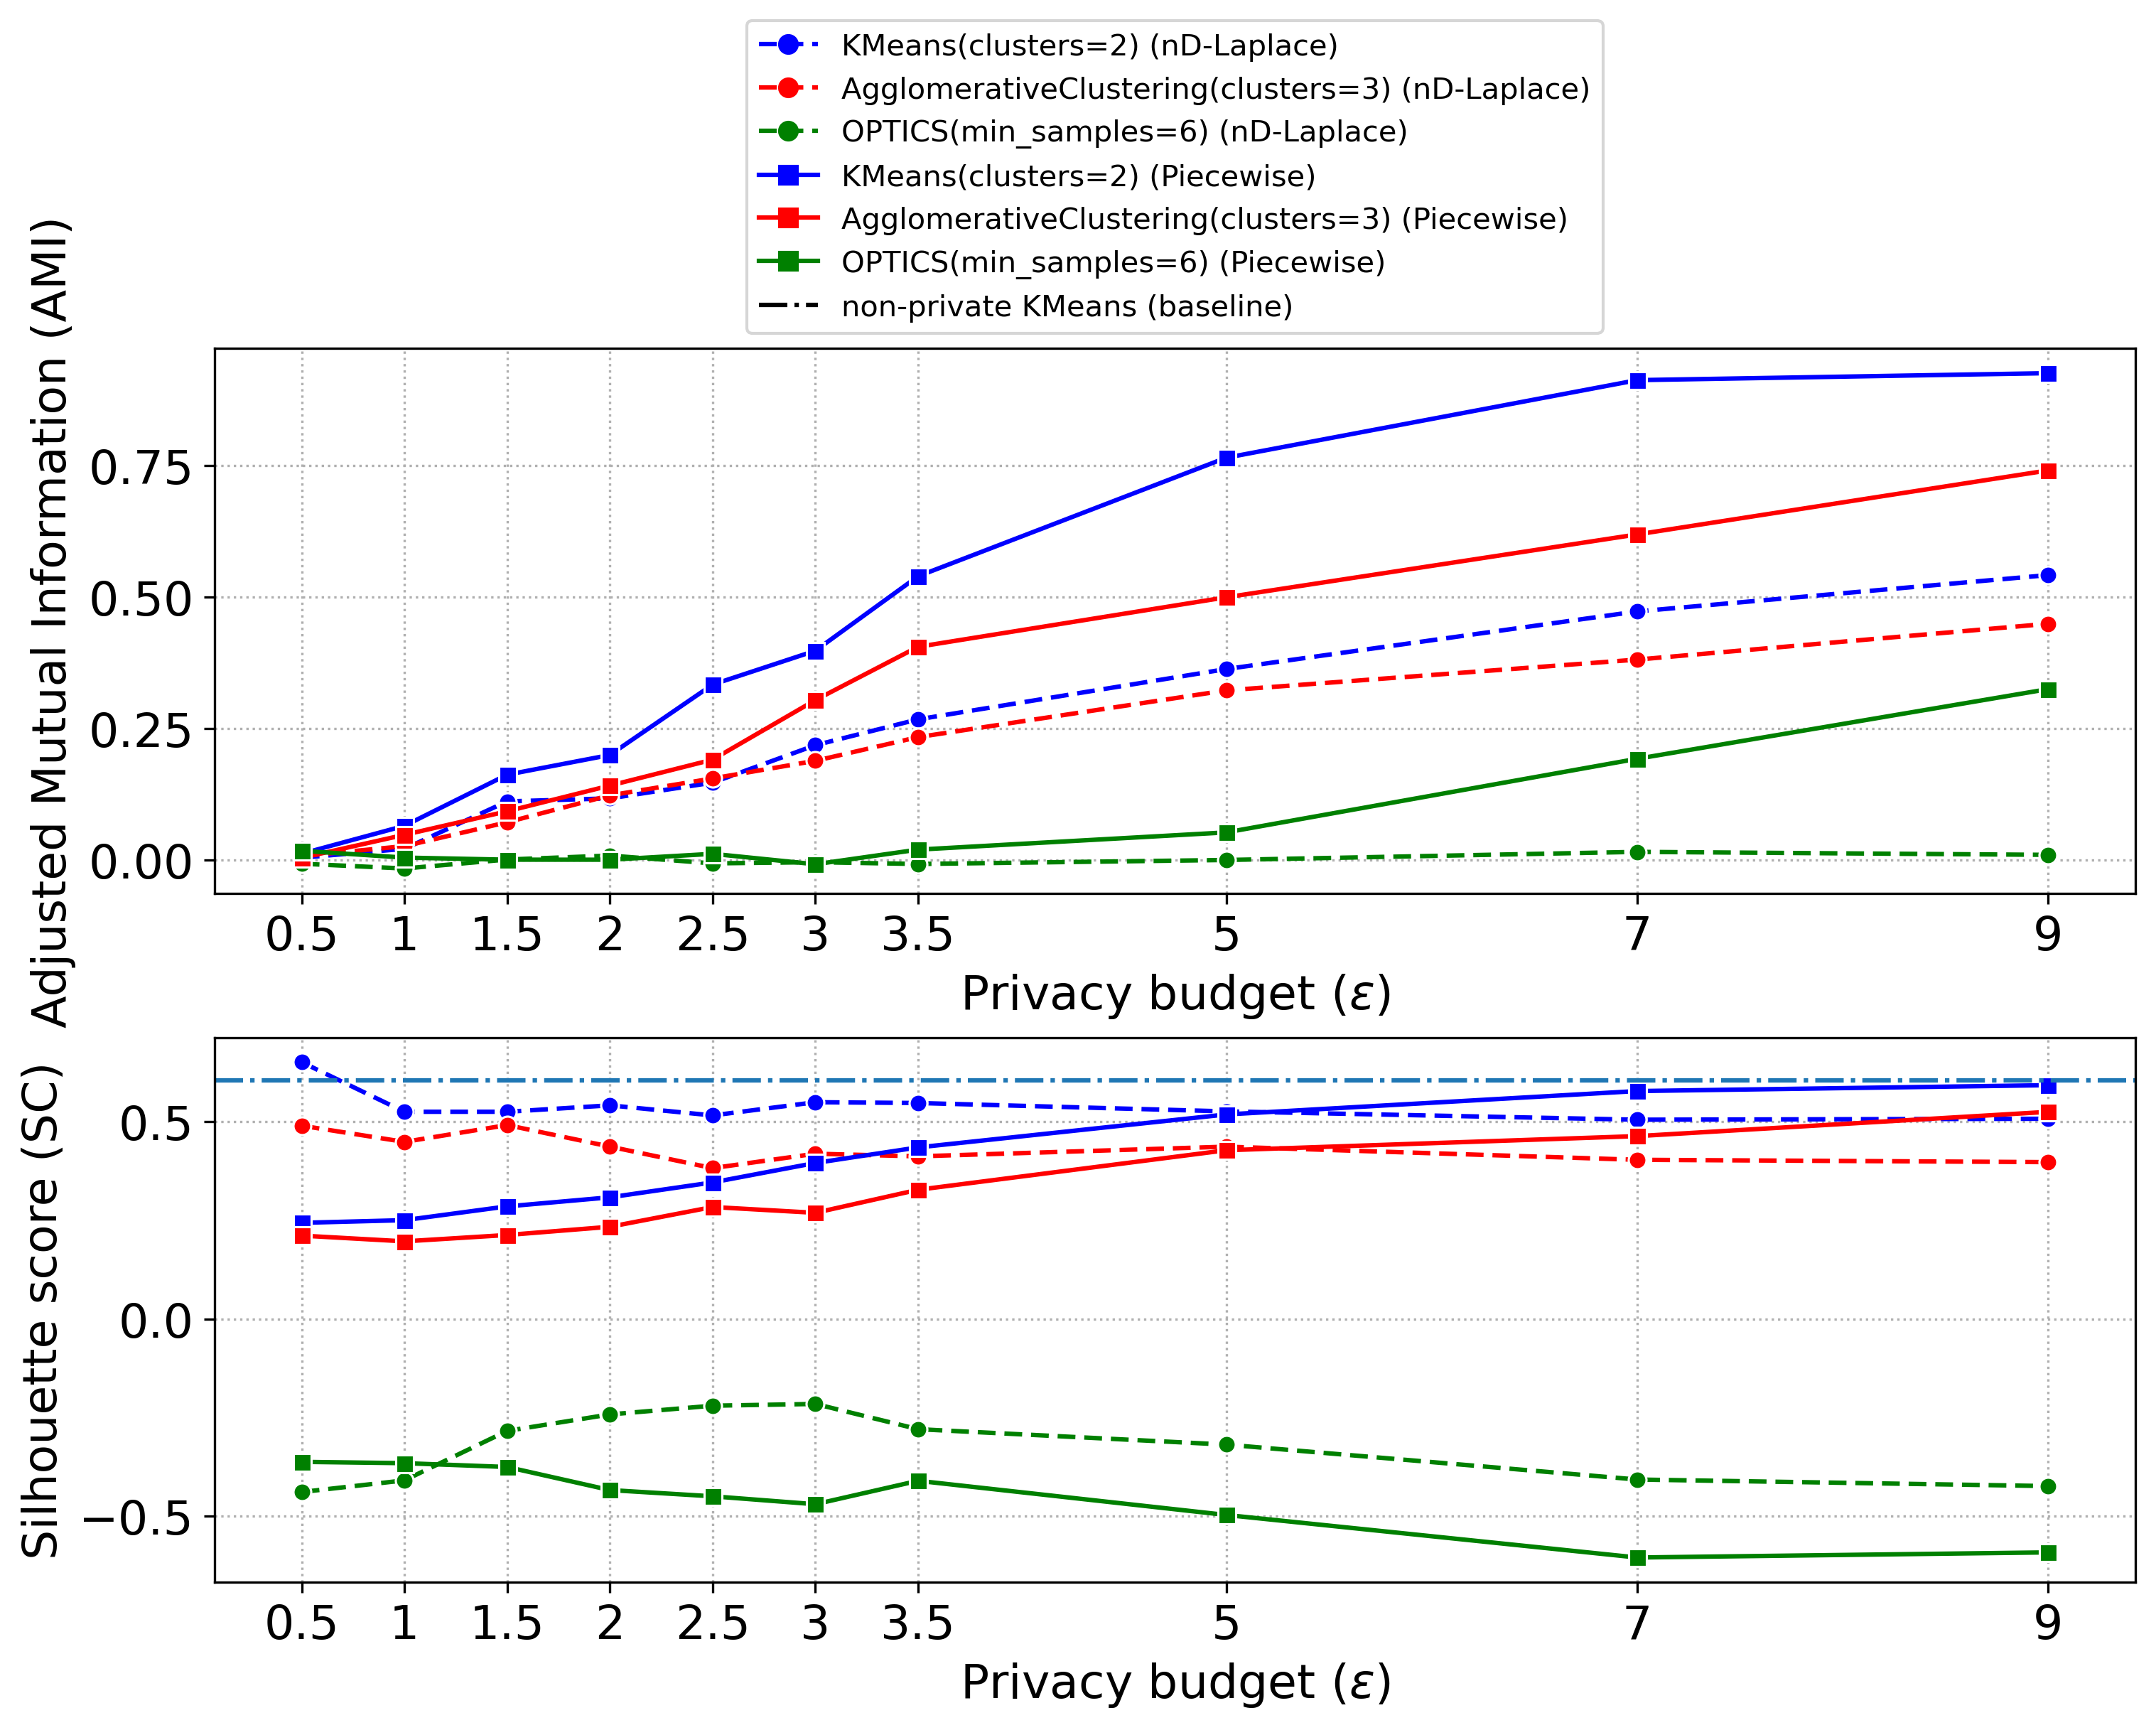 KMeans(clusters=2) (nD-Laplace)
AgglomerativeClustering(clusters=3) (nD-Laplace)
OPTICS(min_samples=6) (nD-Laplace)
KMeans(clusters=2) (Piecewise)
AgglomerativeClustering(clusters=3) (Piecewise)
OPTICS(min_samples=6) (Piecewise)
non-private KMeans (baseline)
Adjusted Mutual Information (AMI)
0.75
0.50
0.25
0.00
0.5 1 1.5 2 2.5 3 3.5 5 7 9
Privacy budget (ε)
Silhouette score (SC)
0.5
0.0
−0.5
0.5 1 1.5 2 2.5 3 3.5 5 7 9
Privacy budget (ε)